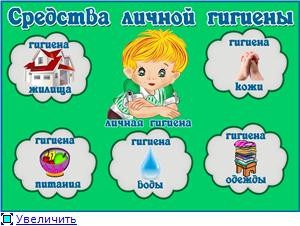 Средства личной гигиены
гигиена
жилища
гигиена
кожи
личная гигиена
гигиена
питания
гигиена
воды
гигиена
одежды
Увеличить